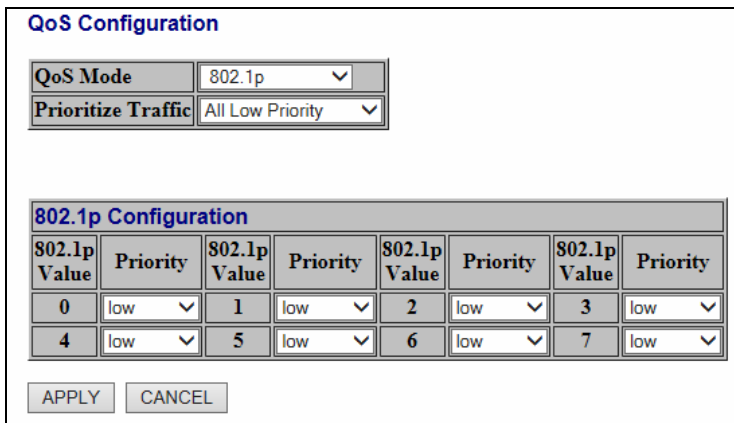 QoS Configuration
QoS Mode 802.1p
Prioritize Traffic All Low Priority
802.1p Configuration
802.1p Value Priority 802.1p Value Priority 802.1p Value Priority 802.1p Value Priority
0 low 1 low 2 low 3 low
4 low 5 low 6 low 7 low
APPLY CANCEL